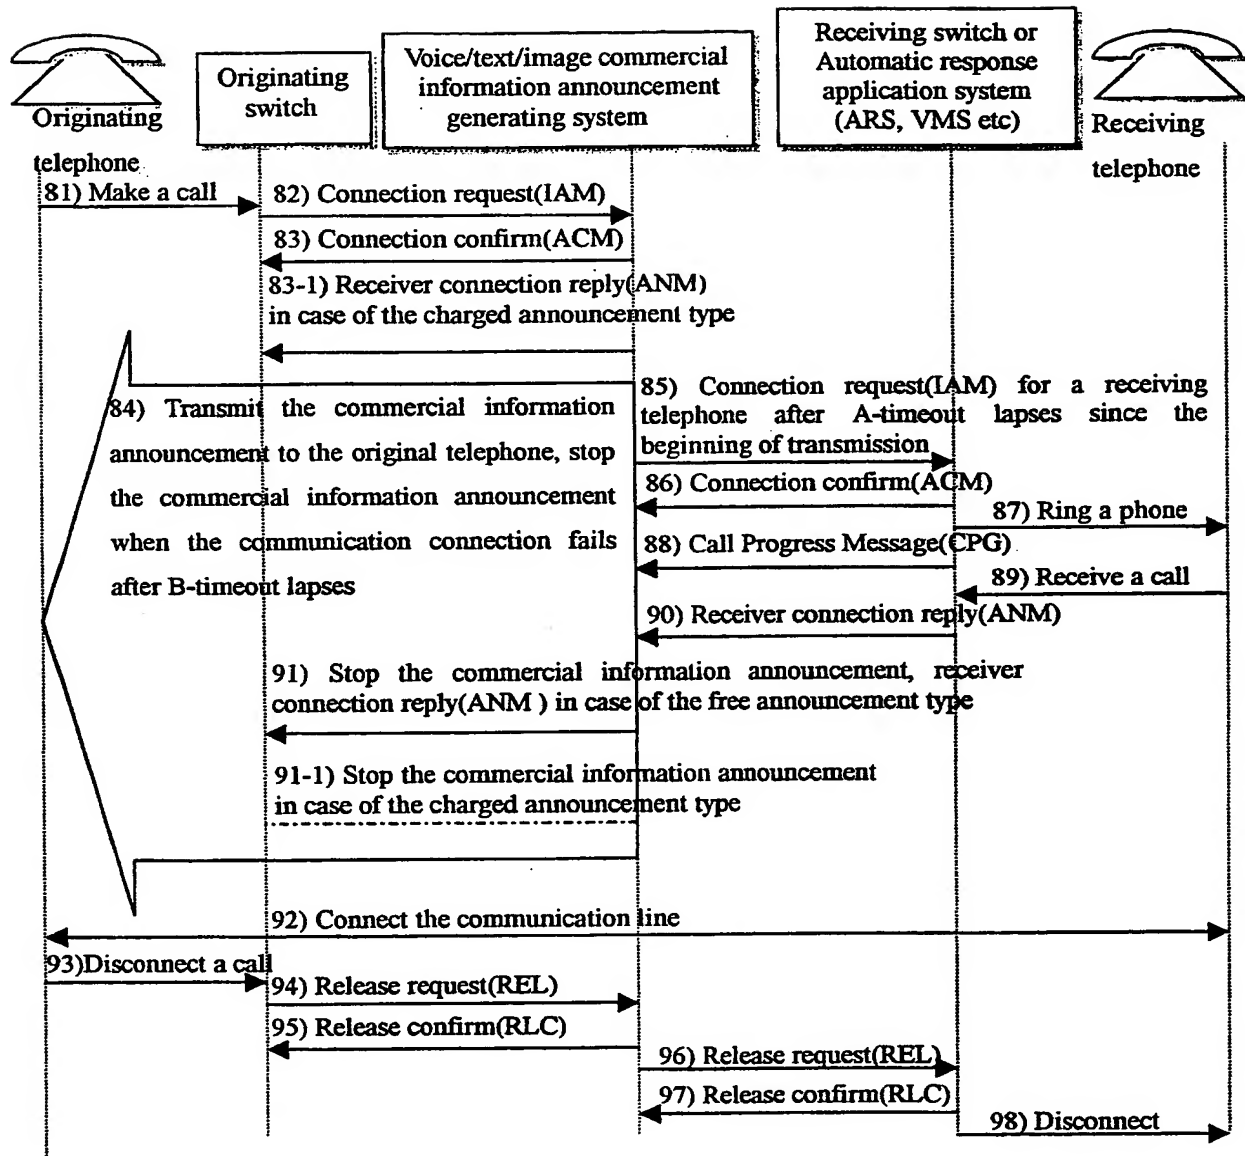 Originating
telephone
Originating
switch
Voice/text/image commercial
information announcement
generating system
Receiving switch or
Automatic response
application system
(ARS, VMS etc)
Receiving
telephone
81) Make a call
82) Connection request(IAM)
83) Connection confirm(ACM)
83-1) Receiver connection reply(ANM)
in case of the charged announcement type
84) Transmit the commercial information
announcement to the original telephone, stop
the commercial information announcement
when the communication connection fails
after B-timeout lapses
85) Connection request(IAM) for a receiving
telephone after A-timeout lapses since the
beginning of transmission
86) Connection confirm(ACM)
87) Ring a phone
88) Call Progress Message(CPG)
89) Receive a call
90) Receiver connection reply(ANM)
91) Stop the commercial information announcement, receiver
connection reply(ANM ) in case of the free announcement type
91-1) Stop the commercial information announcement
in case of the charged announcement type
92) Connect the communication line
93)Disconnect a call
94) Release request(REL)
95) Release confirm(RLC)
96) Release request(REL)
97) Release confirm(RLC)
98) Disconnect